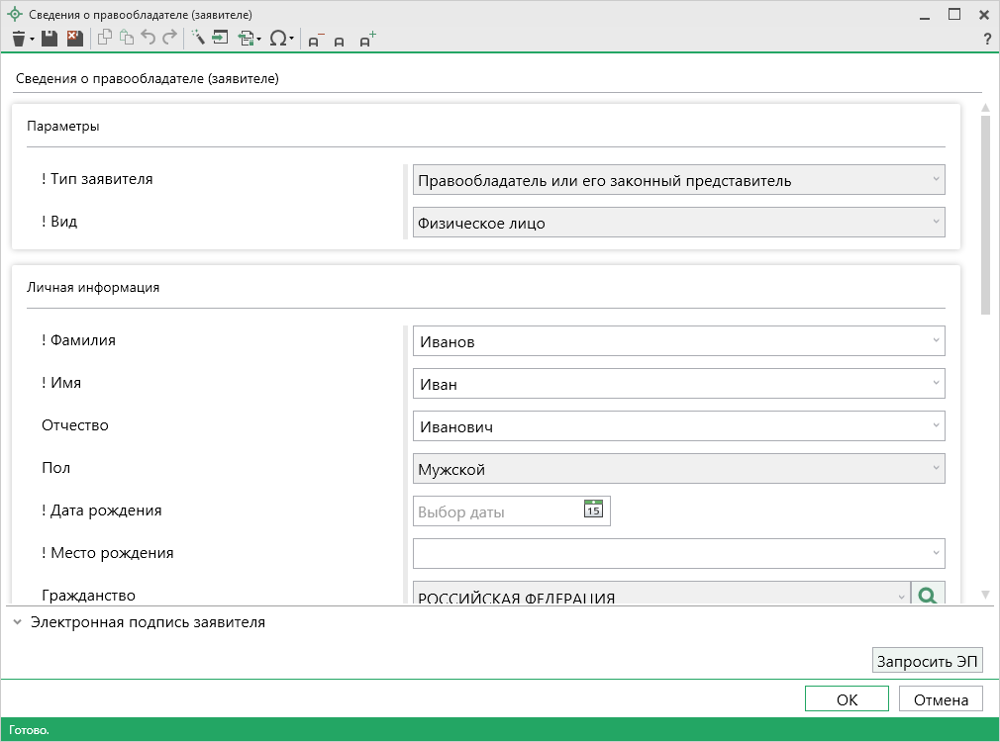 Сведения о правообладателе (заявителе)
?
Сведения о правообладателе (заявителе)
Параметры
! Тип заявителя
Правообладатель или его законный представитель
! Вид
Физическое лицо
Личная информация
! Фамилия
Иванов
! Имя
Иван
Отчество
Иванович
Пол
Мужской
! Дата рождения
Выбор даты
15
! Место рождения
Гражданство
РОССИЙСКАЯ ФЕДЕРАЦИЯ
Электронная подпись заявителя
Запросить ЭП
ОК
Отмена
Готово.